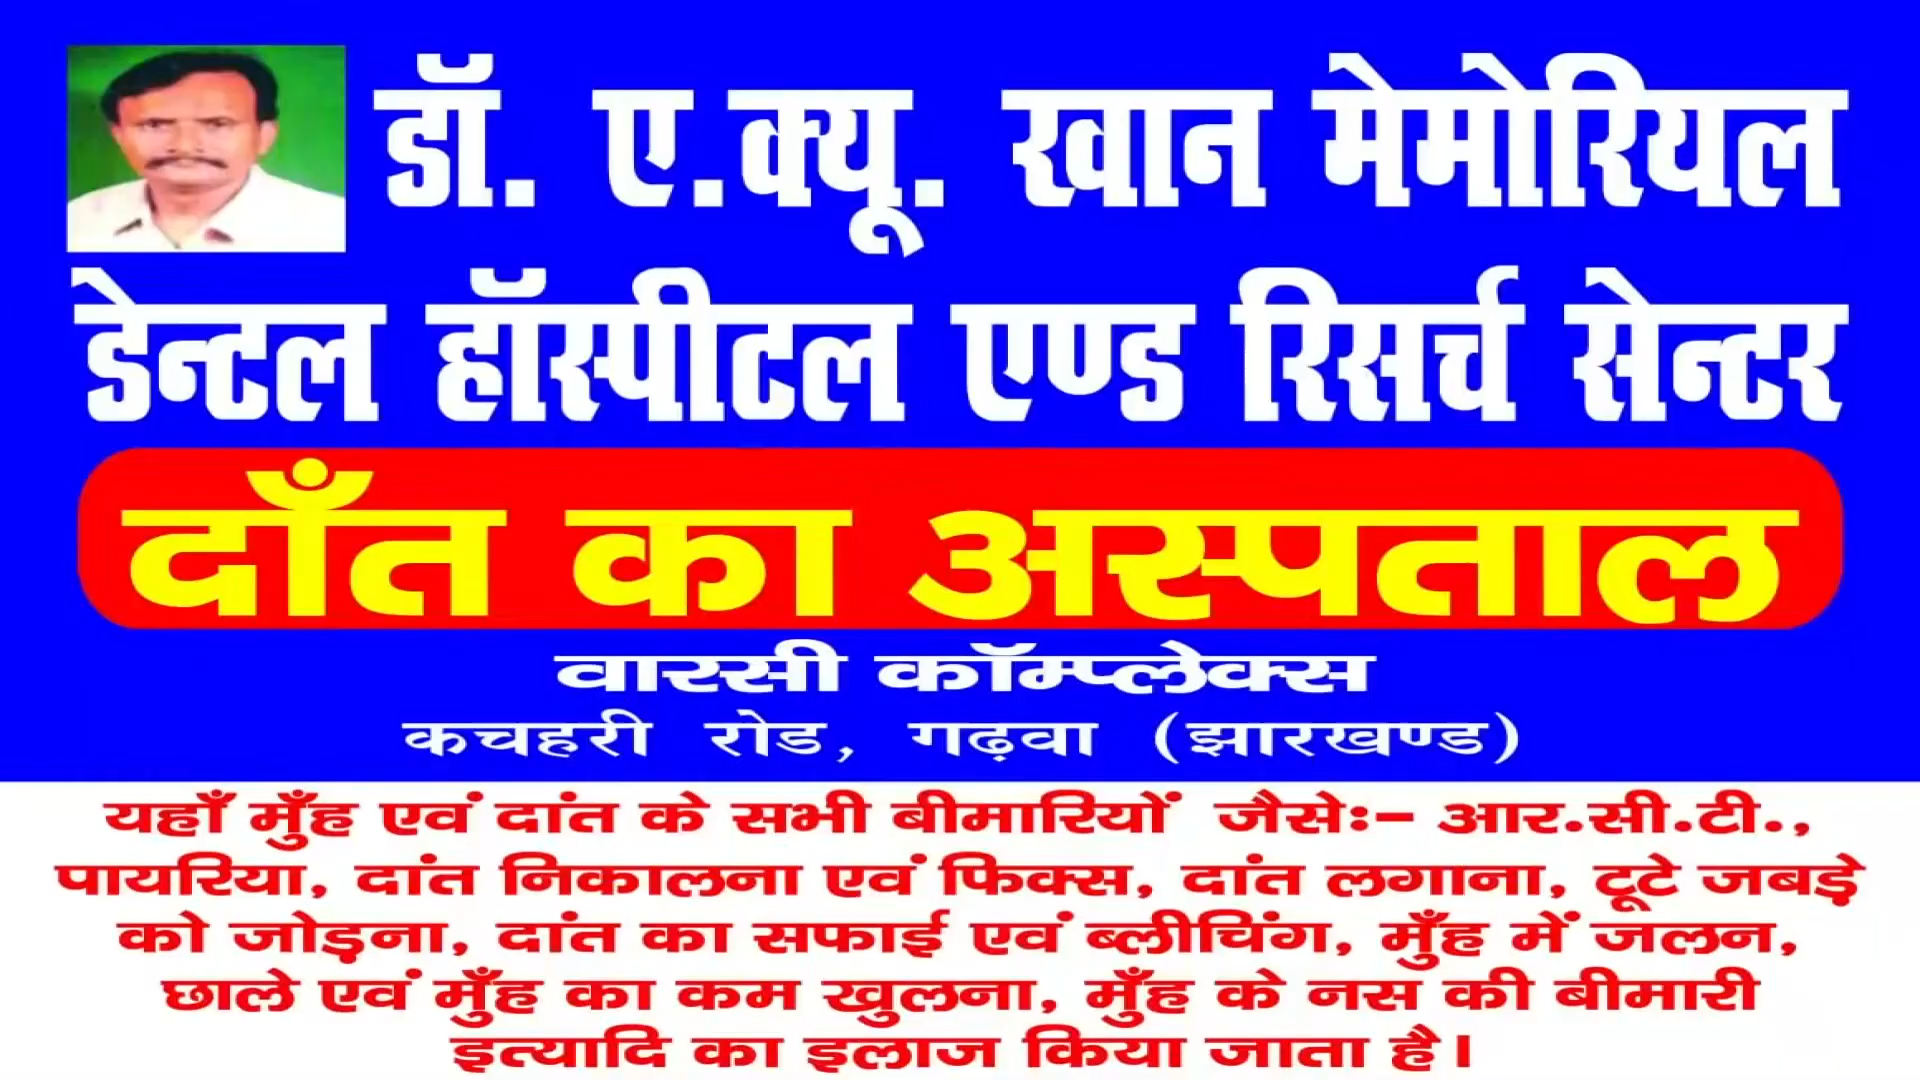 डॉ. ए.क्यू. खान मेमोरियल
डेन्टल हॉस्पीटल एण्ड रिसर्च सेन्टर
दाँत का अस्पताल
वारसी कॉम्प्लेक्स
कचहरी रोड, गढ़वा (झारखण्ड)
यहाँ मुँह एवं दांत के सभी बीमारियों जैसेः- आर.सी.टी.,
पायरिया, दांत निकालना एवं फिक्स, दांत लगाना, टूटे जबड़े
को जोड़ना, दांत का सफाई एवं ब्लीचिंग, मुँह में जलन,
छाले एवं मुँह का कम खुलना, मुँह के नस की बीमारी
इत्यादि का इलाज किया जाता है।